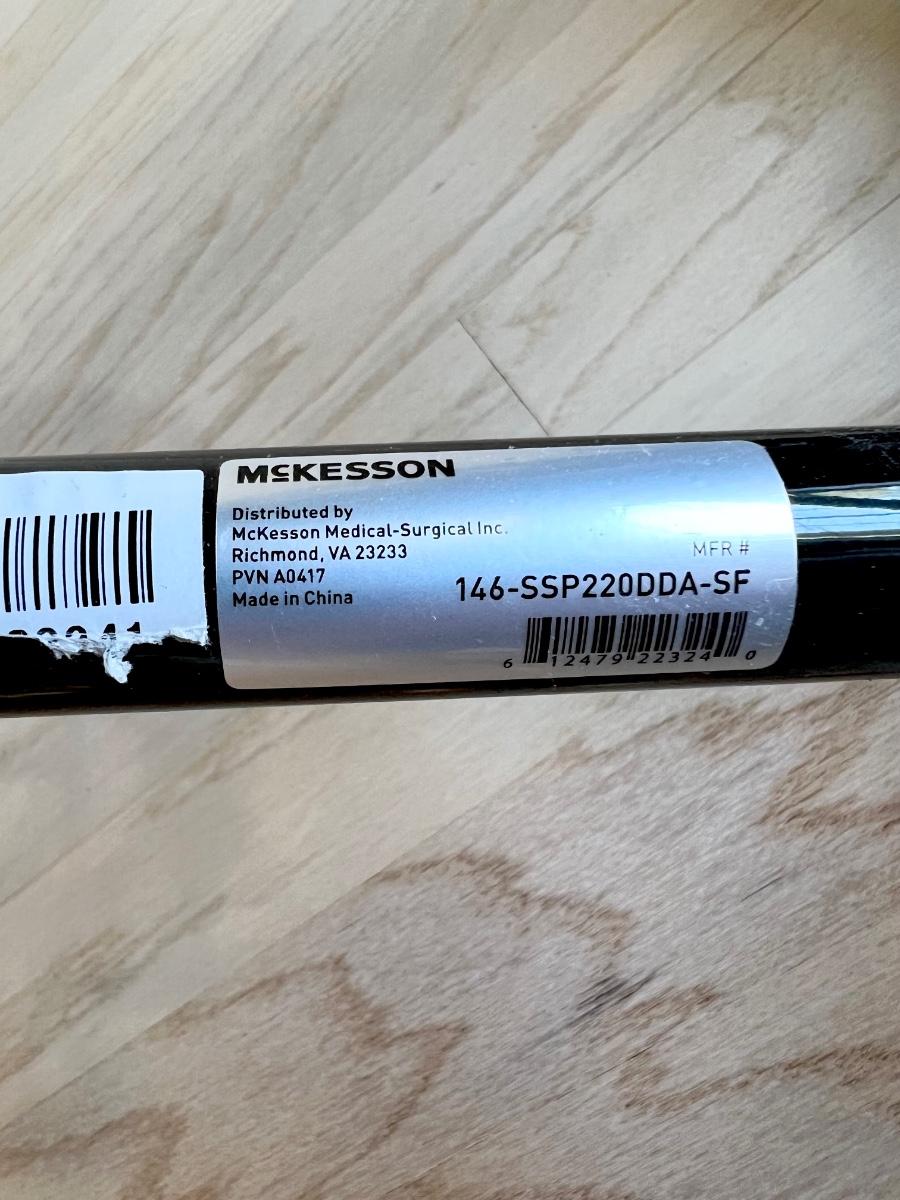 McKESSON
Distributed by
McKesson Medical-Surgical Inc.
Richmond, VA 23233
PVN A0417
Made in China
MFR #
146-SSP220DDA-SF
6 12479 22324 0